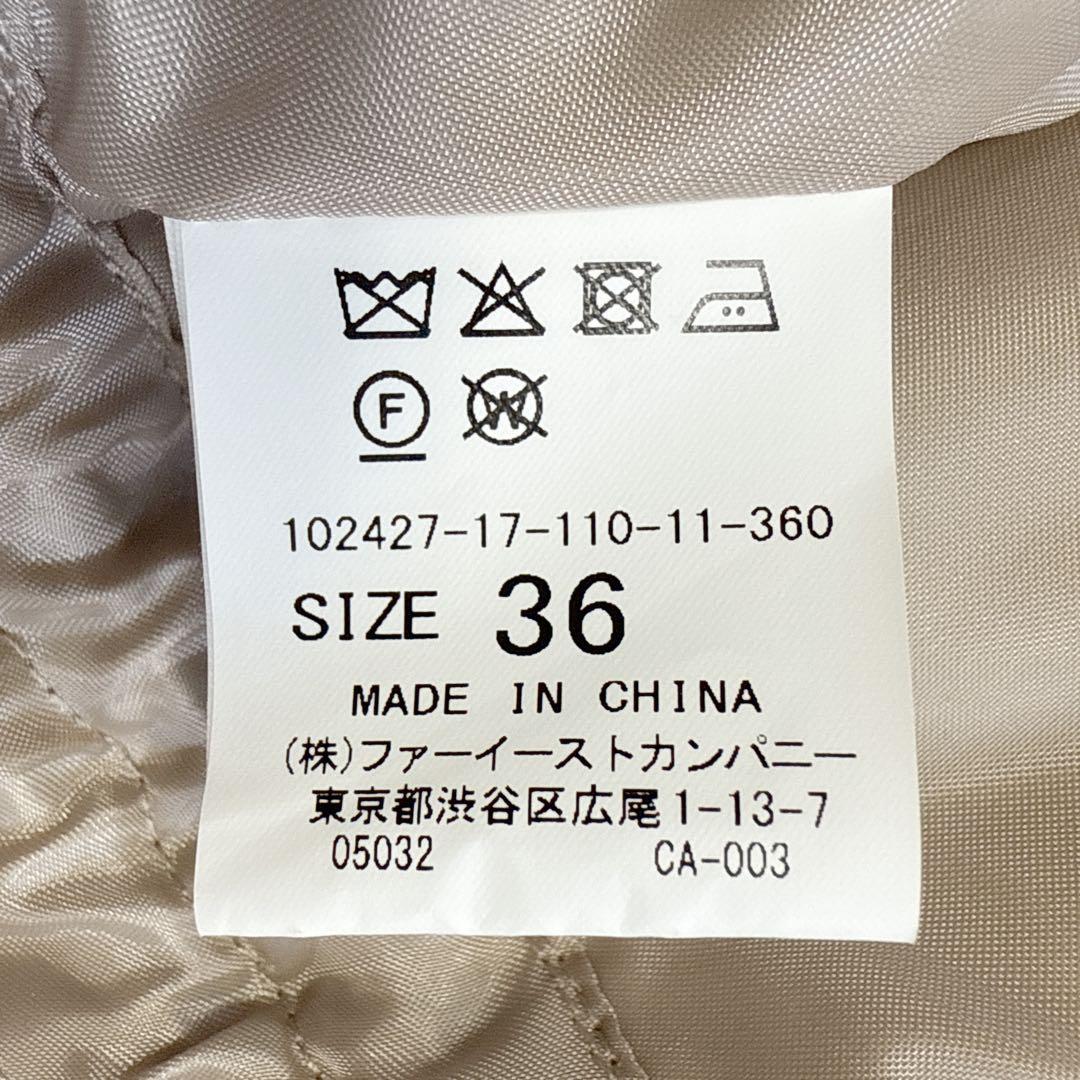 F
W
102427-17-110-11-360
SIZE 36
MADE IN CHINA
(株)ファーイーストカンパニー
東京都渋谷区広尾1-13-7
05032 CA-003